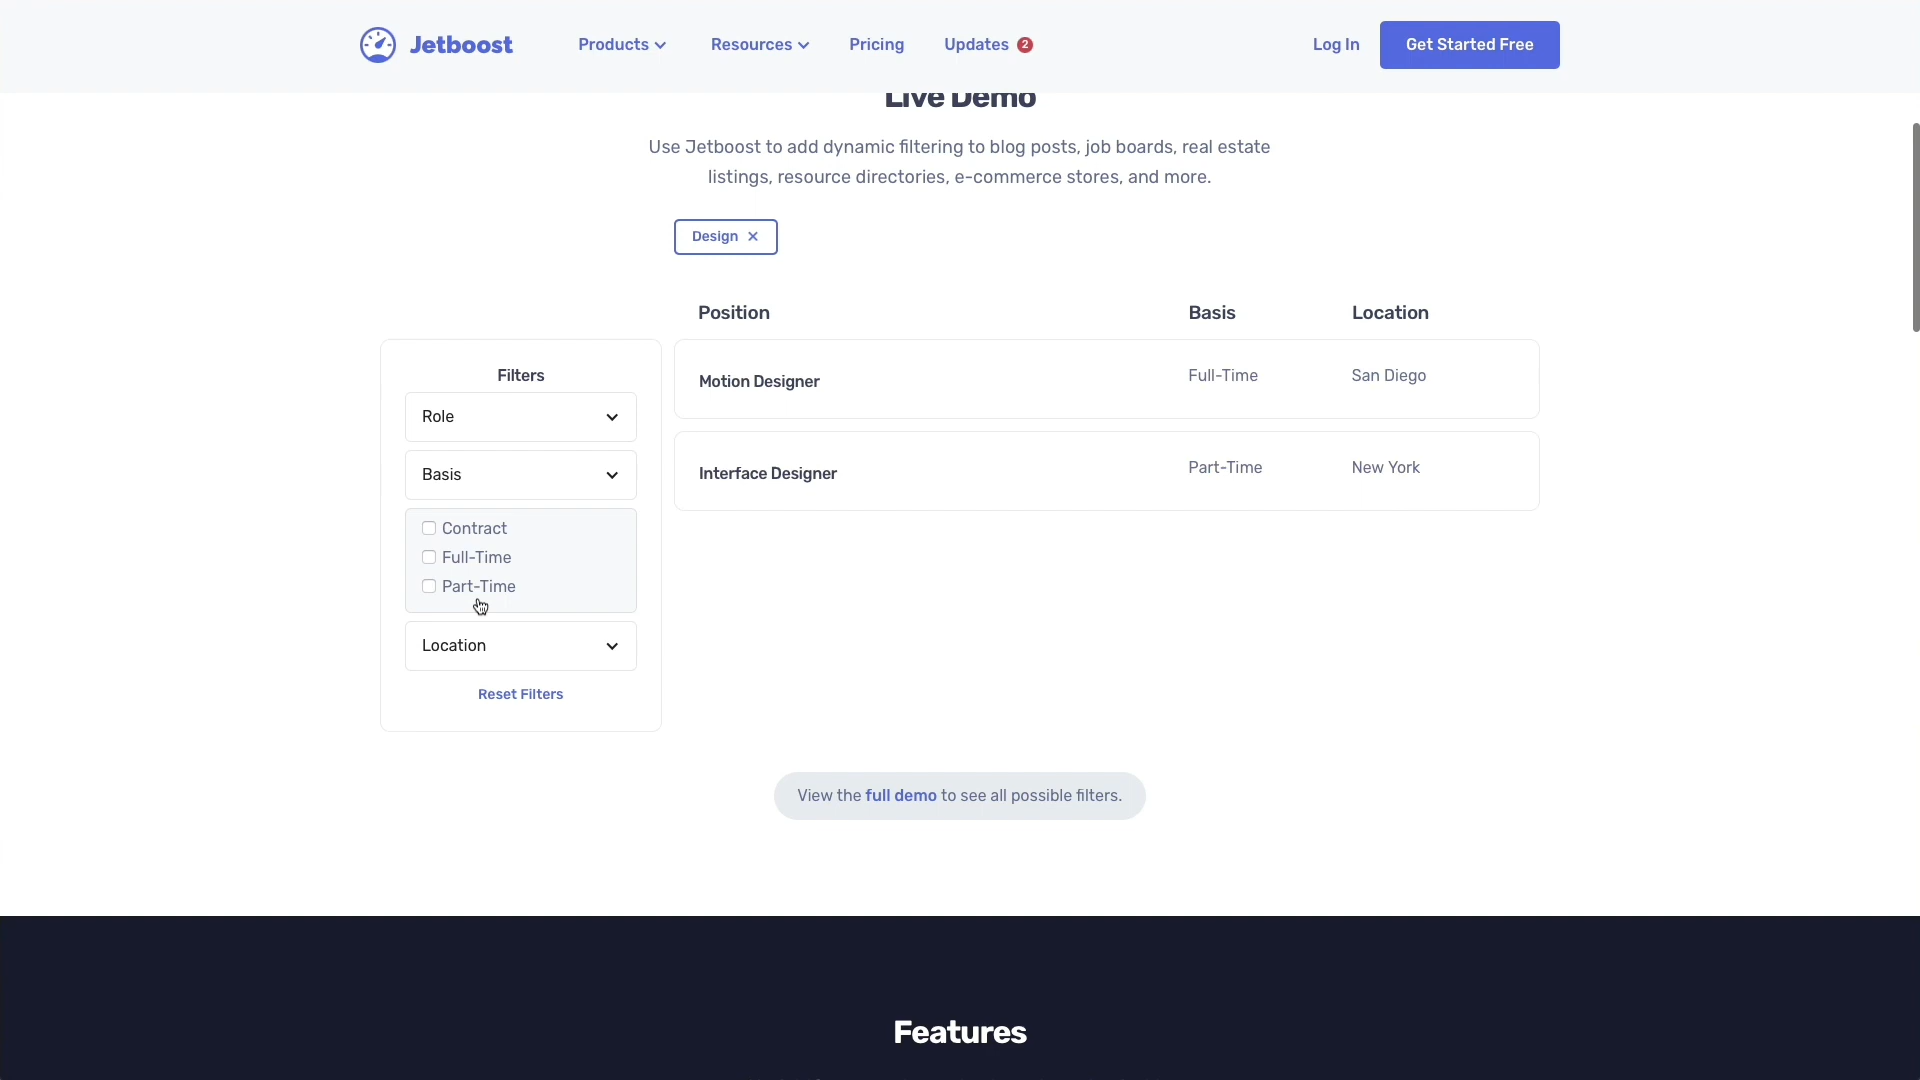 Jetboost
Products
Resources
Pricing
Updates 2
Log In
Get Started Free
Live Demo
Use Jetboost to add dynamic filtering to blog posts, job boards, real estate
listings, resource directories, e-commerce stores, and more.
Design
Position Basis Location
Filters
Role
Basis
Contract
Full-Time
Part-Time
Location
Reset Filters
Motion Designer Full-Time San Diego
Interface Designer Part-Time New York
View the full demo to see all possible filters.
Features